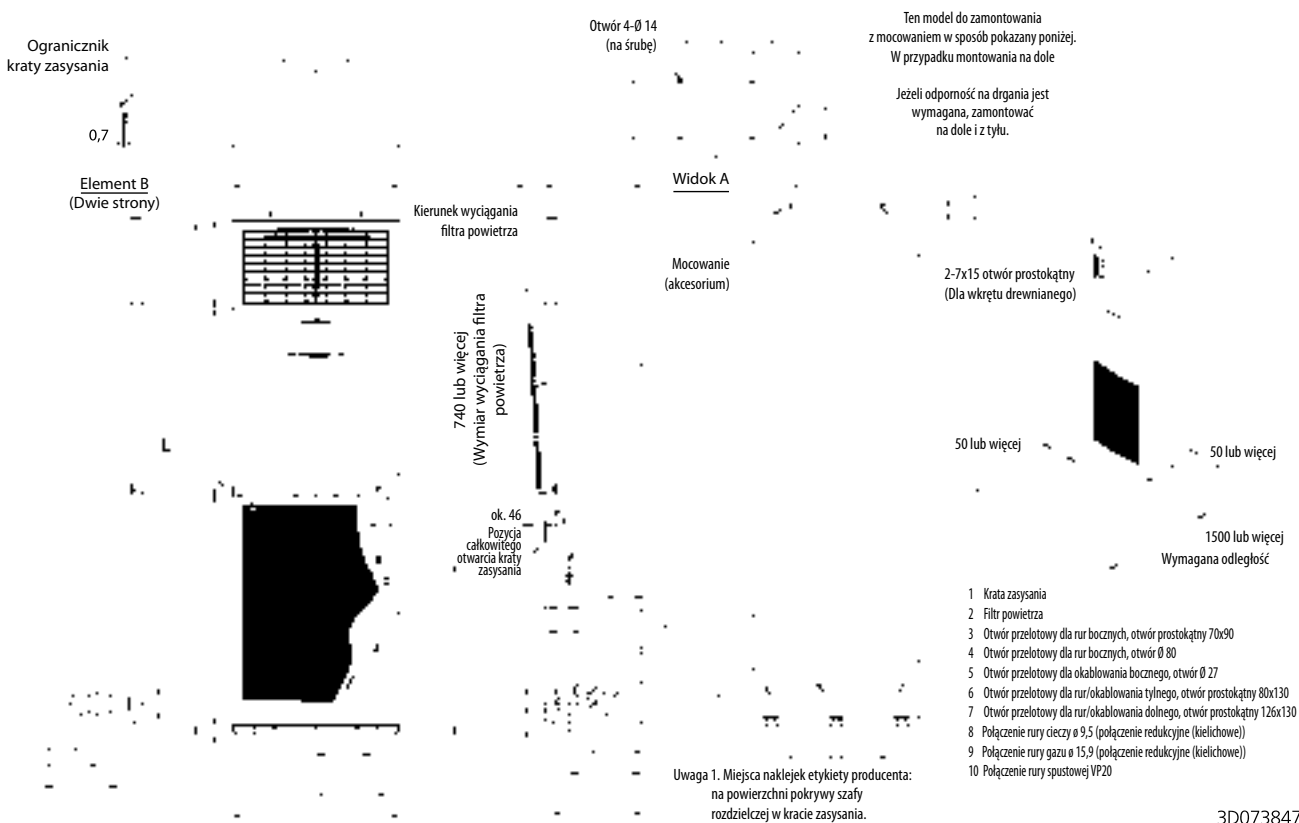 Ogranicznik
kraty zasysania
0,7
Element B
(Dwie strony)
Kierunek wyciągania
filtra powietrza
740 lub więcej
(Wymiar wyciągania filtra
powietrza)
L
ok. 46
Pozycja
całkowitego
otwarcia kraty
zasysania
Otwór 4-Ø 14
(na śrubę)
Widok A
Mocowanie
(akcesorium)
Ten model do zamontowania
z mocowaniem w sposób pokazany poniżej.
W przypadku montowania na dole
Jeżeli odporność na drgania jest
wymagana, zamontować
na dole i z tyłu.
2-7x15 otwór prostokątny
(Dla wkrętu drewnianego)
50 lub więcej
50 lub więcej
1500 lub więcej
Wymagana odległość
1 Krata zasysania
2 Filtr powietrza
3 Otwór przelotowy dla rur bocznych, otwór prostokątny 70x90
4 Otwór przelotowy dla rur bocznych, otwór Ø 80
5 Otwór przelotowy dla okablowania bocznego, otwór Ø 27
6 Otwór przelotowy dla rur/okablowania tylnego, otwór prostokątny 80x130
7 Otwór przelotowy dla rur/okablowania dolnego, otwór prostokątny 126x130
8 Połączenie rury cieczy ø 9,5 (połączenie redukcyjne (kielichowe))
9 Połączenie rury gazu ø 15,9 (połączenie redukcyjne (kielichowe))
10 Połączenie rury spustowej VP20
Uwaga 1. Miejsca naklejek etykiety producenta:
na powierzchni pokrywy szafy
rozdzielczej w kracie zasysania.
3D073847